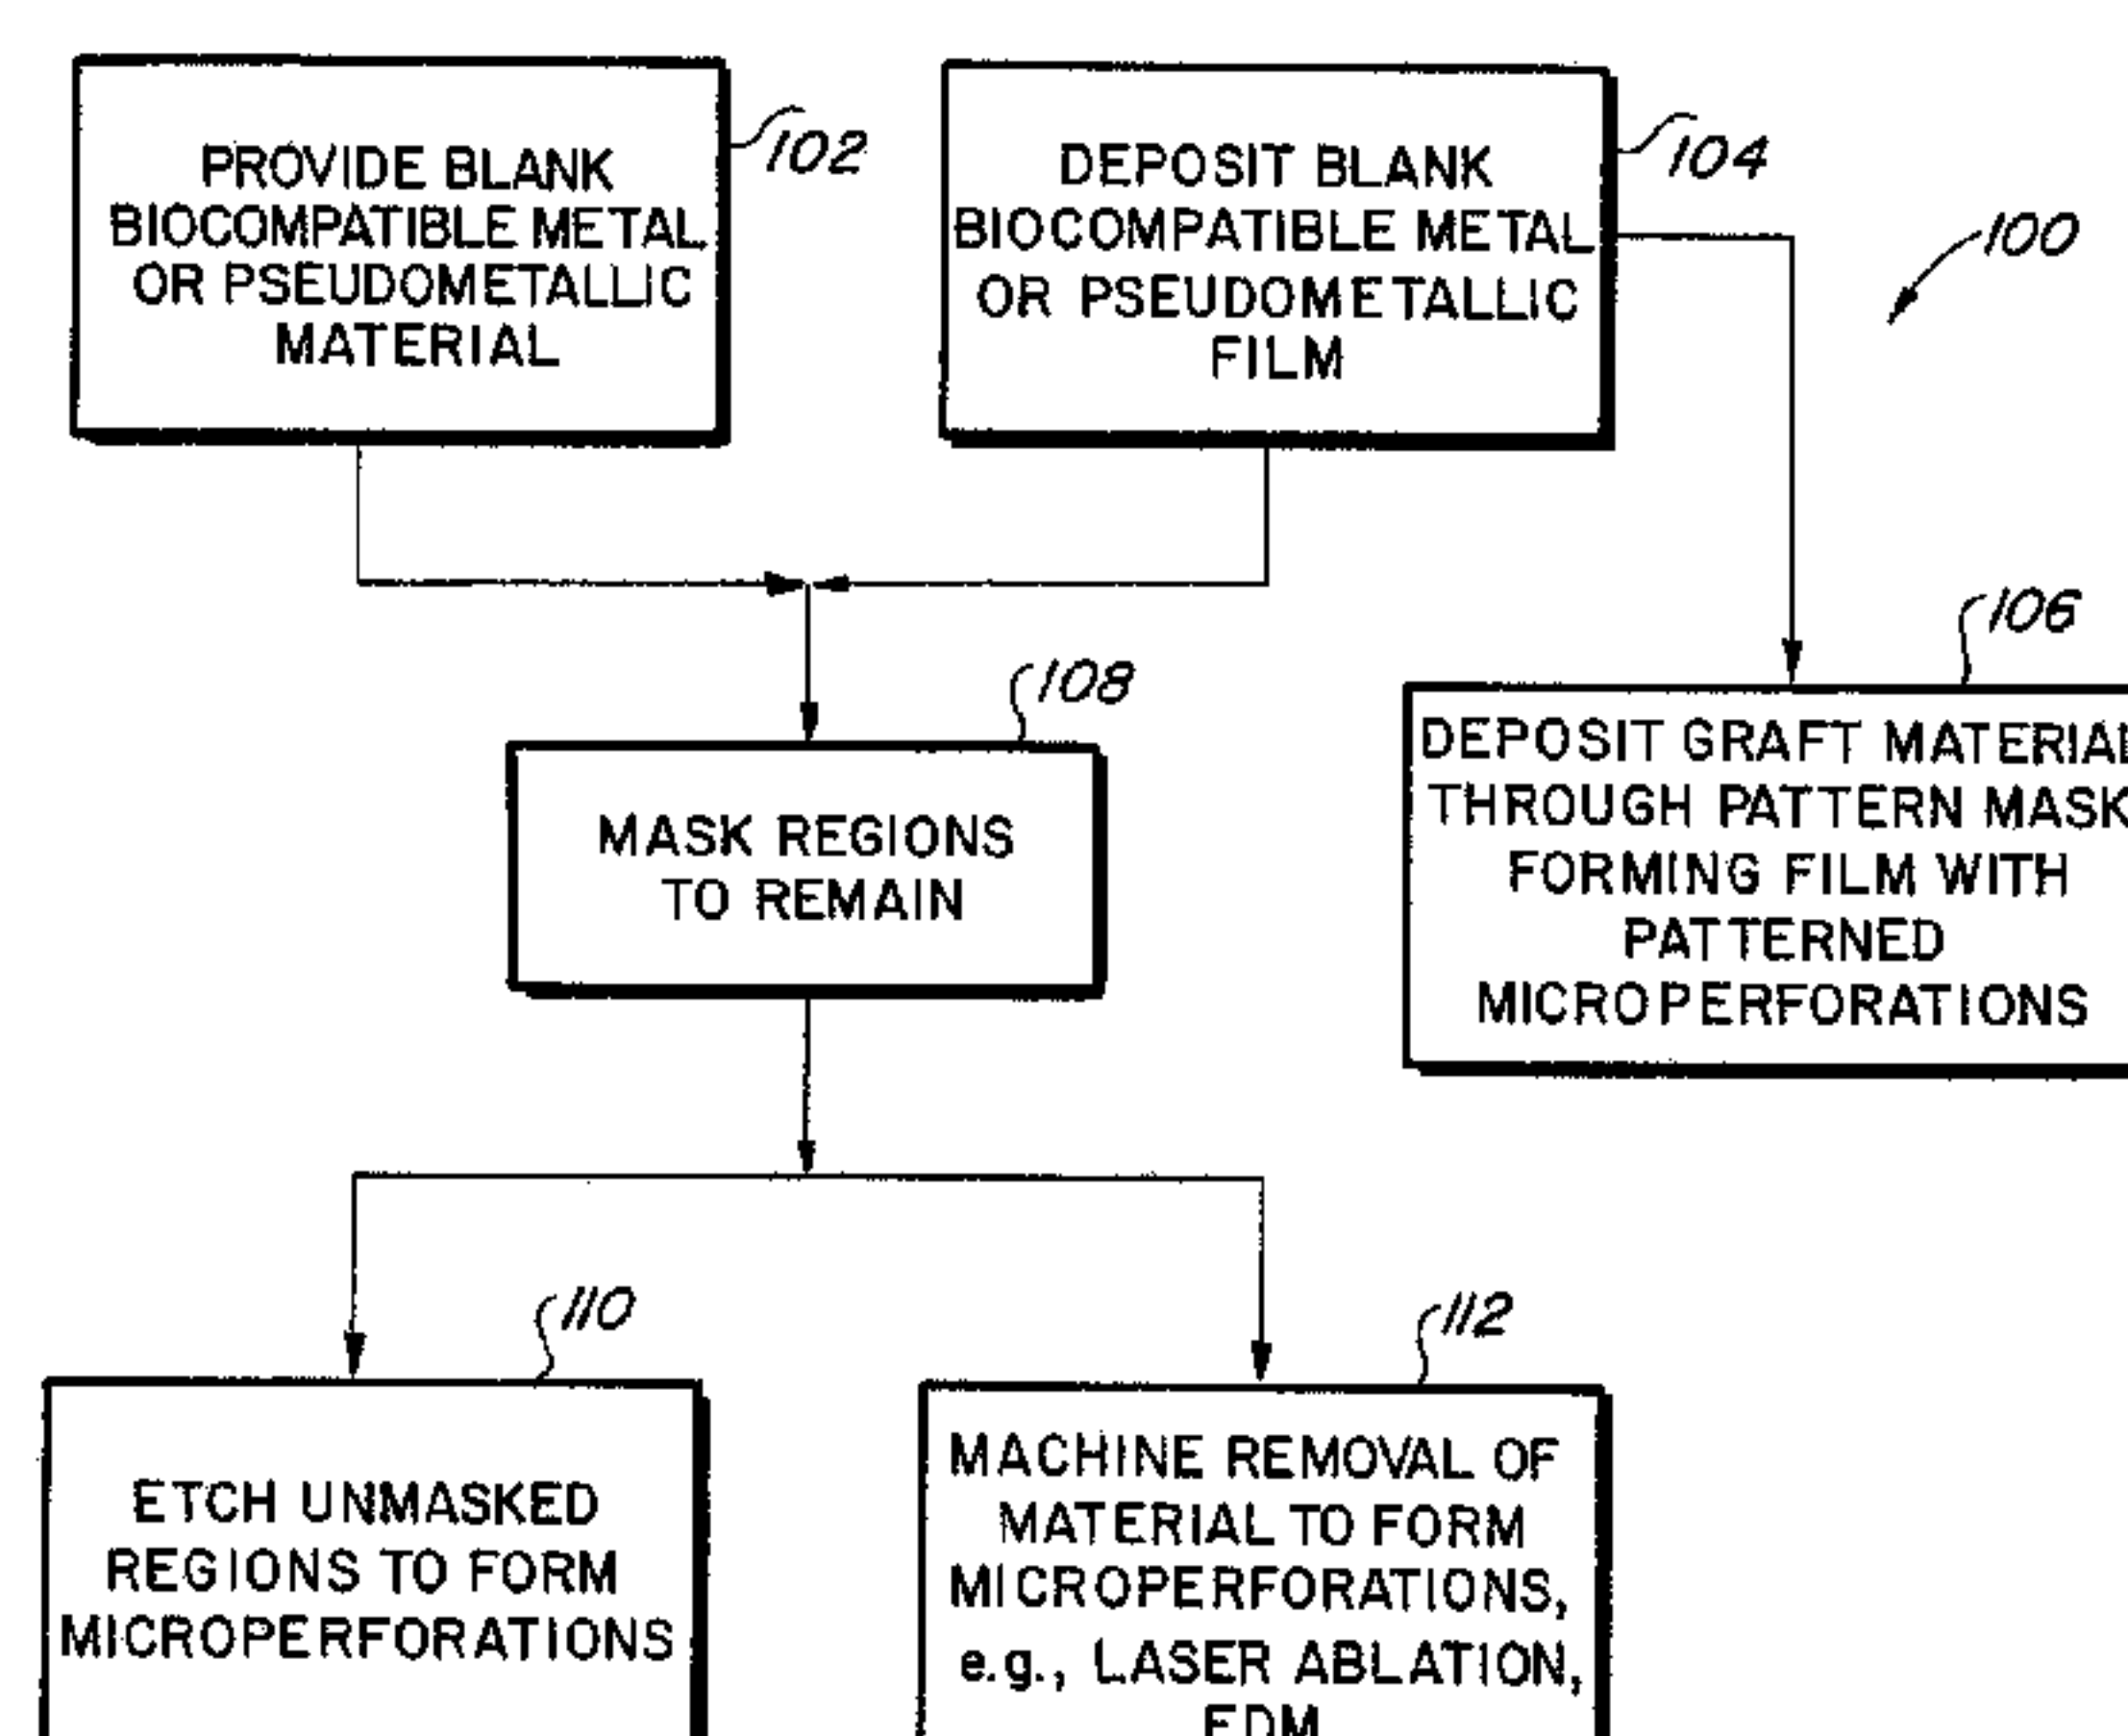 PROVIDE BLANK
BIOCOMPATIBLE METAL
OR PSEUDOMETALLIC
MATERIAL
102
DEPOSIT BLANK
BIOCOMPATIBLE METAL
OR PSEUDOMETALLIC
FILM
104
100
106
DEPOSIT GRAFT MATERIAL
THROUGH PATTERN MASK
FORMING FILM WITH
PATTERNED
MICROPERFORATIONS
108
MASK REGIONS
TO REMAIN
110
ETCH UNMASKED
REGIONS TO FORM
MICROPERFORATIONS
112
MACHINE REMOVAL OF
MATERIAL TO FORM
MICROPERFORATIONS,
e.g., LASER ABLATION,
EDM